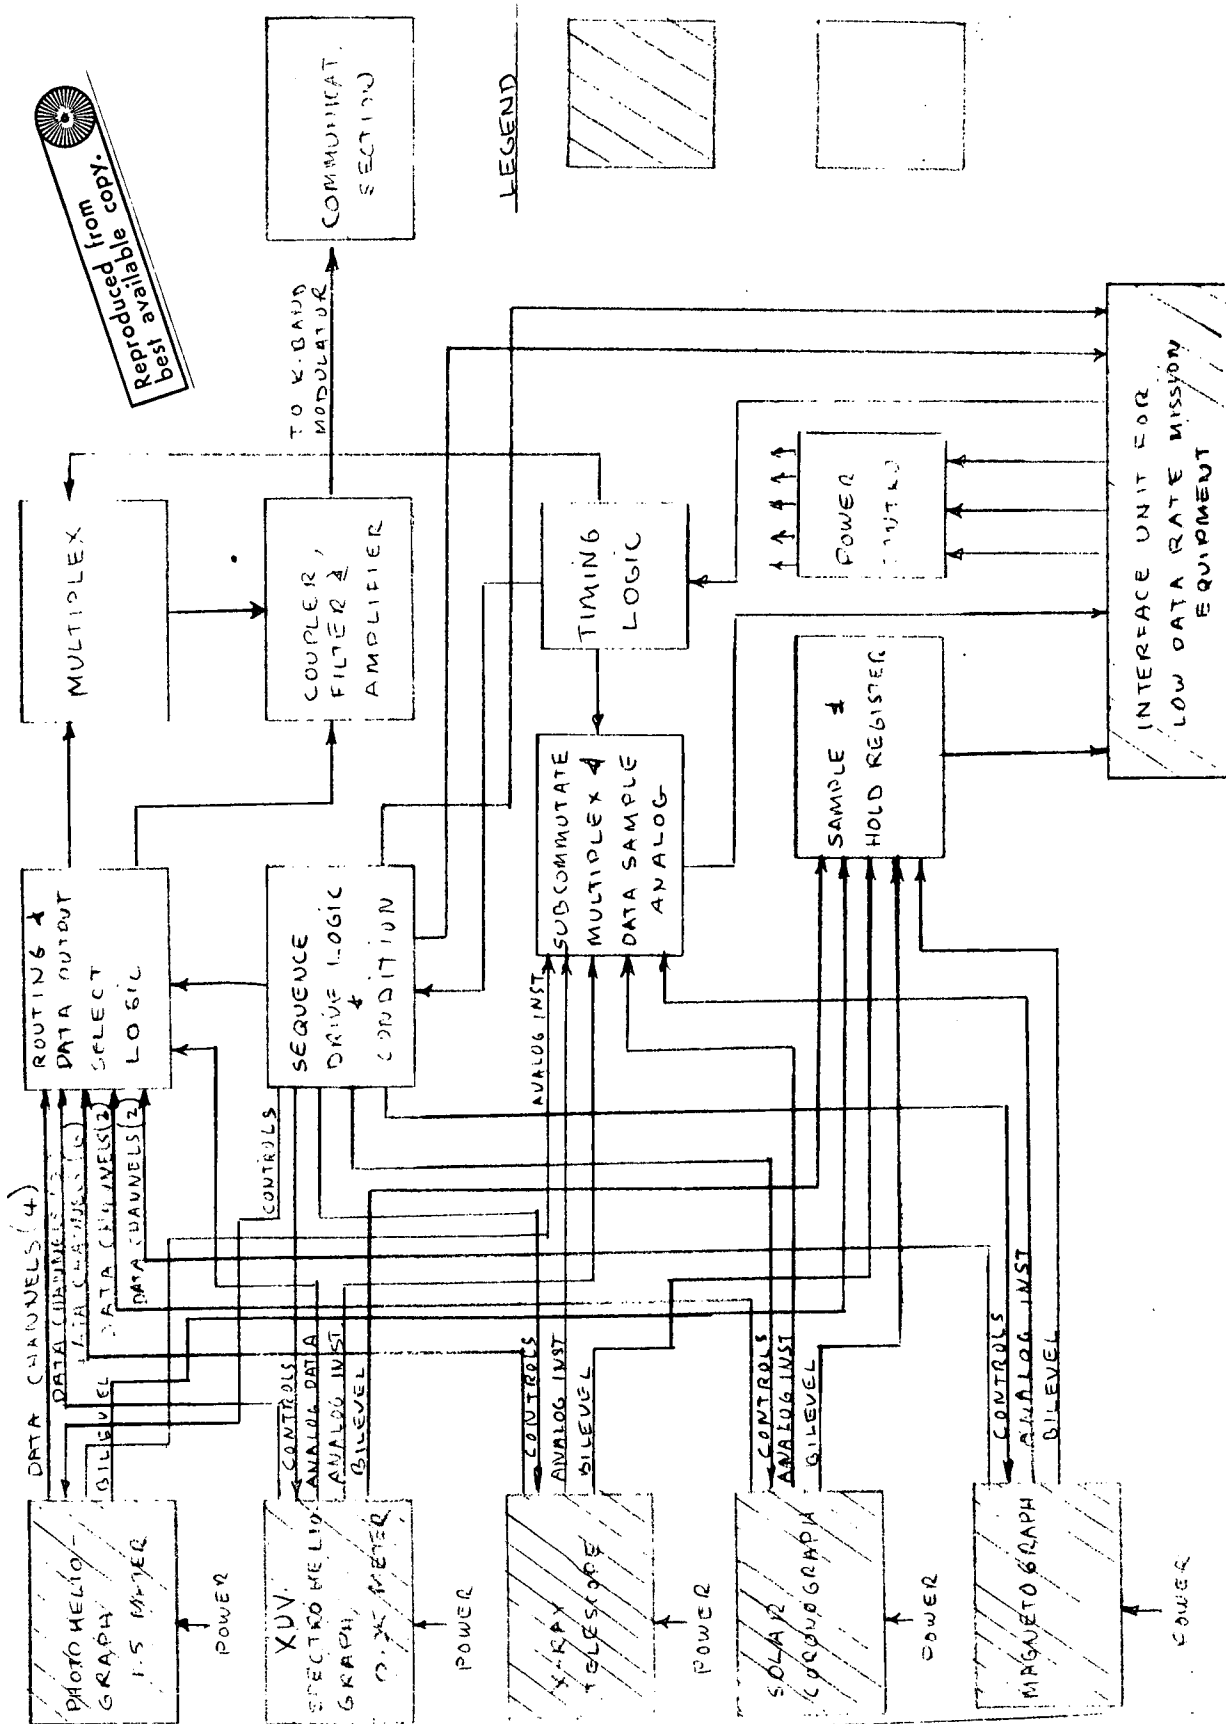 Reproduced from
best available copy.
PHOTOHELIO-
GRAPH
1.5 METER
POWER
XUV.
SPECTROHELIO
GRAPH,
METER
POWER
X-RAY
TELESCOPE
POWER
SOLAR
CORONOGRAPH
POWER
MAGNETOGRAPH
POWER
DATA CHANNELS (4)
DATA CHANNELS
DATA CHANNELS
DATA CHANNELS (2)
DATA CHANNELS (2)
BILEVEL
CONTROLS
CONTROLS
ANALOG DATA
ANALOG INST
BILEVEL
CONTROLS
ANALOG INST
BILEVEL
CONTROLS
ANALOG INST
BILEVEL
CONTROLS
ANALOG INST
BILEVEL
ANALOG INST
ROUTING &
DATA OUTPUT
SELECT
LOGIC
SEQUENCE
DRIVE LOGIC
&
CONDITION
SUBCOMMUTATE
MULTIPLEX &
DATA SAMPLE
ANALOG
SAMPLE &
HOLD REGISTER
MULTIPLEX
COUPLER,
FILTER &
AMPLIFIER
TIMING
LOGIC
POWER
TO K-BAND
MODULATOR
COMMUNICAT.
SECTION
LEGEND
INTERFACE UNIT FOR
LOW DATA RATE MISSION
EQUIPMENT